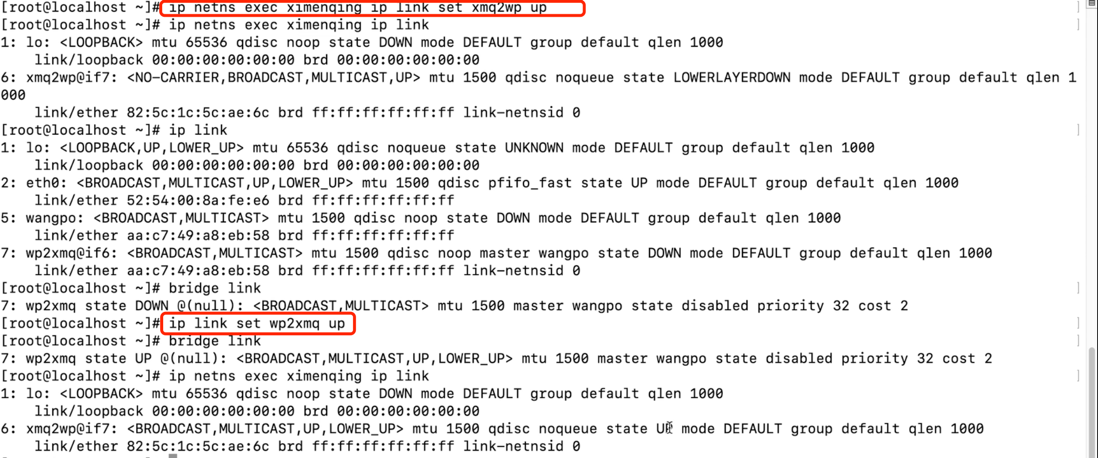 [root@localhost ~]# ip netns exec ximenqing ip link set xmq2wp up
[root@localhost ~]# ip netns exec ximenqing ip link
1: lo: <LOOPBACK> mtu 65536 qdisc noop state DOWN mode DEFAULT group default qlen 1000
    link/loopback 00:00:00:00:00:00 brd 00:00:00:00:00:00
6: xmq2wp@if7: <NO-CARRIER,BROADCAST,MULTICAST,UP> mtu 1500 qdisc noqueue state LOWERLAYERDOWN mode DEFAULT group default qlen 1
000
    link/ether 82:5c:1c:5c:ae:6c brd ff:ff:ff:ff:ff:ff link-netnsid 0
[root@localhost ~]# ip link
1: lo: <LOOPBACK,UP,LOWER_UP> mtu 65536 qdisc noqueue state UNKNOWN mode DEFAULT group default qlen 1000
    link/loopback 00:00:00:00:00:00 brd 00:00:00:00:00:00
2: eth0: <BROADCAST,MULTICAST,UP,LOWER_UP> mtu 1500 qdisc pfifo_fast state UP mode DEFAULT group default qlen 1000
    link/ether 52:54:00:8a:fe:e6 brd ff:ff:ff:ff:ff:ff
5: wangpo: <BROADCAST,MULTICAST> mtu 1500 qdisc noop state DOWN mode DEFAULT group default qlen 1000
    link/ether aa:c7:49:a8:eb:58 brd ff:ff:ff:ff:ff:ff
7: wp2xmq@if6: <BROADCAST,MULTICAST> mtu 1500 qdisc noop master wangpo state DOWN mode DEFAULT group default qlen 1000
    link/ether aa:c7:49:a8:eb:58 brd ff:ff:ff:ff:ff:ff link-netnsid 0
[root@localhost ~]# bridge link
7: wp2xmq state DOWN @(null): <BROADCAST,MULTICAST> mtu 1500 master wangpo state disabled priority 32 cost 2
[root@localhost ~]# ip link set wp2xmq up
[root@localhost ~]# bridge link
7: wp2xmq state UP @(null): <BROADCAST,MULTICAST,UP,LOWER_UP> mtu 1500 master wangpo state disabled priority 32 cost 2
[root@localhost ~]# ip netns exec ximenqing ip link
1: lo: <LOOPBACK> mtu 65536 qdisc noop state DOWN mode DEFAULT group default qlen 1000
    link/loopback 00:00:00:00:00:00 brd 00:00:00:00:00:00
6: xmq2wp@if7: <BROADCAST,MULTICAST,UP,LOWER_UP> mtu 1500 qdisc noqueue state UP mode DEFAULT group default qlen 1000
    link/ether 82:5c:1c:5c:ae:6c brd ff:ff:ff:ff:ff:ff link-netnsid 0